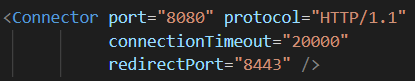 <Connector port="8080" protocol="HTTP/1.1"
connectionTimeout="20000"
redirectPort="8443" />